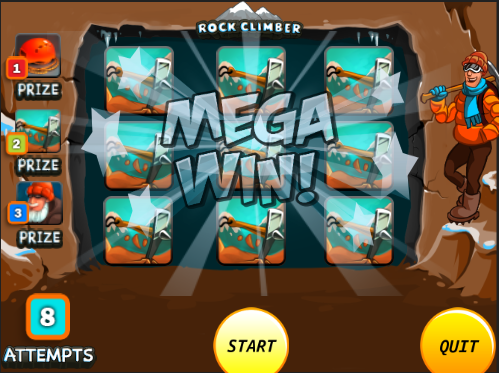 ROCK CLIMBER
1
PRIZE
2
PRIZE
3
PRIZE
MEGA
WIN!
8
ATTEMPTS
START
QUIT